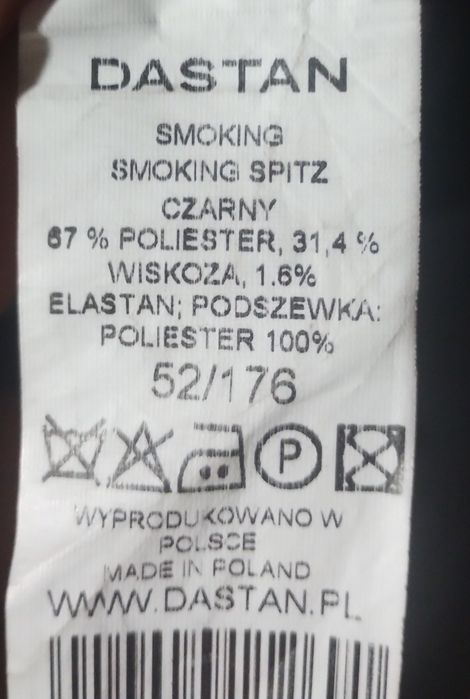 DASTAN
SMOKING
SMOKING SPITZ
CZARNY
67 % POLIESTER, 31,4 %
WISKOZA, 1.6%
ELASTAN; PODSZEWKA:
POLIESTER 100%
52/176
P
WYPRODUKOWANO W
POLSCE
MADE IN POLAND
WWW.DASTAN.PL